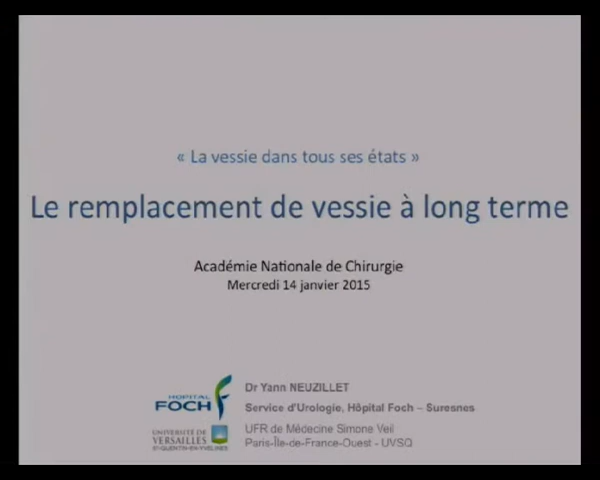 « La vessie dans tous ses états »
Le remplacement de vessie à long terme
Académie Nationale de Chirurgie
Mercredi 14 janvier 2015
HOPITAL
FOCH
Dr Yann NEUZILLET
Service d'Urologie, Hôpital Foch – Suresnes
UNIVERSITÉ DE
VERSAILLES
ST-QUENTIN-EN-YVELINES
UFR de Médecine Simone Veil
Paris-Île-de-France-Ouest - UVSQ